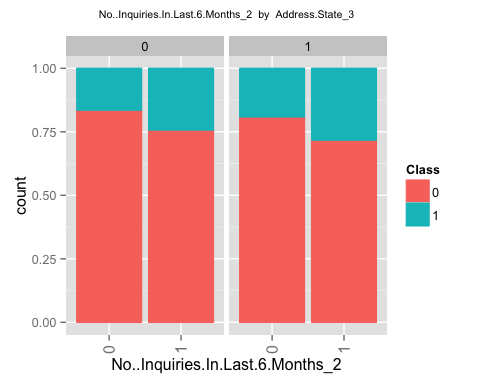 No..Inquiries.In.Last.6.Months_2 by Address.State_3
0 1
1.00
0.75
0.50
0.25
0.00
count
0 1 0 1
No..Inquiries.In.Last.6.Months_2
Class
0
1